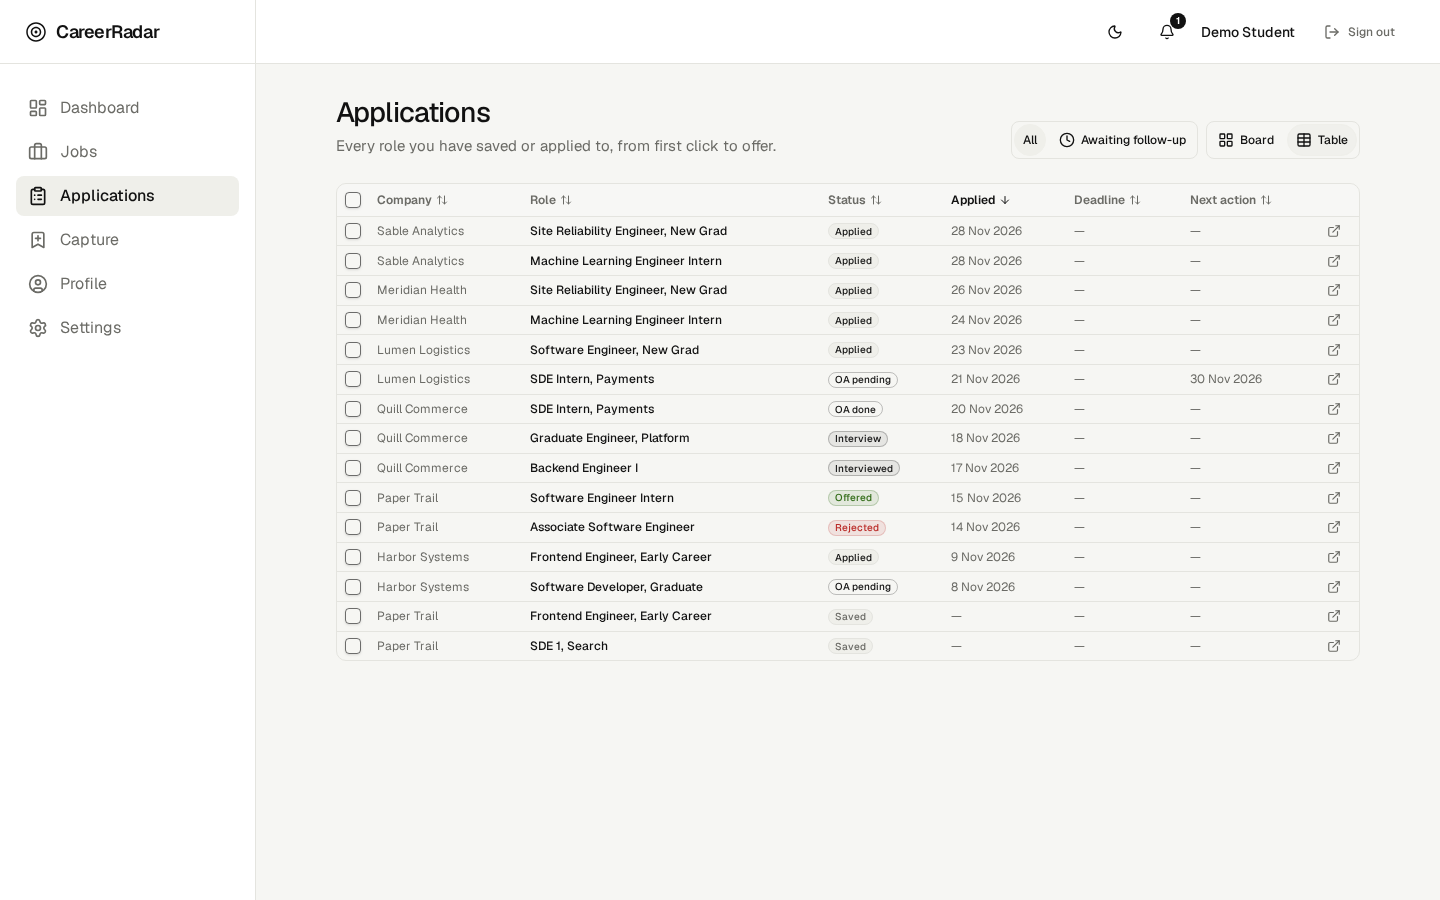 CareerRadar
1
Demo Student
Sign out
Dashboard
Jobs
Applications
Capture
Profile
Settings
Applications
Every role you have saved or applied to, from first click to offer.
All Awaiting follow-up Board Table
Company Role Status Applied Deadline Next action
Sable Analytics Site Reliability Engineer, New Grad Applied 28 Nov 2026 — —
Sable Analytics Machine Learning Engineer Intern Applied 28 Nov 2026 — —
Meridian Health Site Reliability Engineer, New Grad Applied 26 Nov 2026 — —
Meridian Health Machine Learning Engineer Intern Applied 24 Nov 2026 — —
Lumen Logistics Software Engineer, New Grad Applied 23 Nov 2026 — —
Lumen Logistics SDE Intern, Payments OA pending 21 Nov 2026 — 30 Nov 2026
Quill Commerce SDE Intern, Payments OA done 20 Nov 2026 — —
Quill Commerce Graduate Engineer, Platform Interview 18 Nov 2026 — —
Quill Commerce Backend Engineer I Interviewed 17 Nov 2026 — —
Paper Trail Software Engineer Intern Offered 15 Nov 2026 — —
Paper Trail Associate Software Engineer Rejected 14 Nov 2026 — —
Harbor Systems Frontend Engineer, Early Career Applied 9 Nov 2026 — —
Harbor Systems Software Developer, Graduate OA pending 8 Nov 2026 — —
Paper Trail Frontend Engineer, Early Career Saved — — —
Paper Trail SDE 1, Search Saved — — —